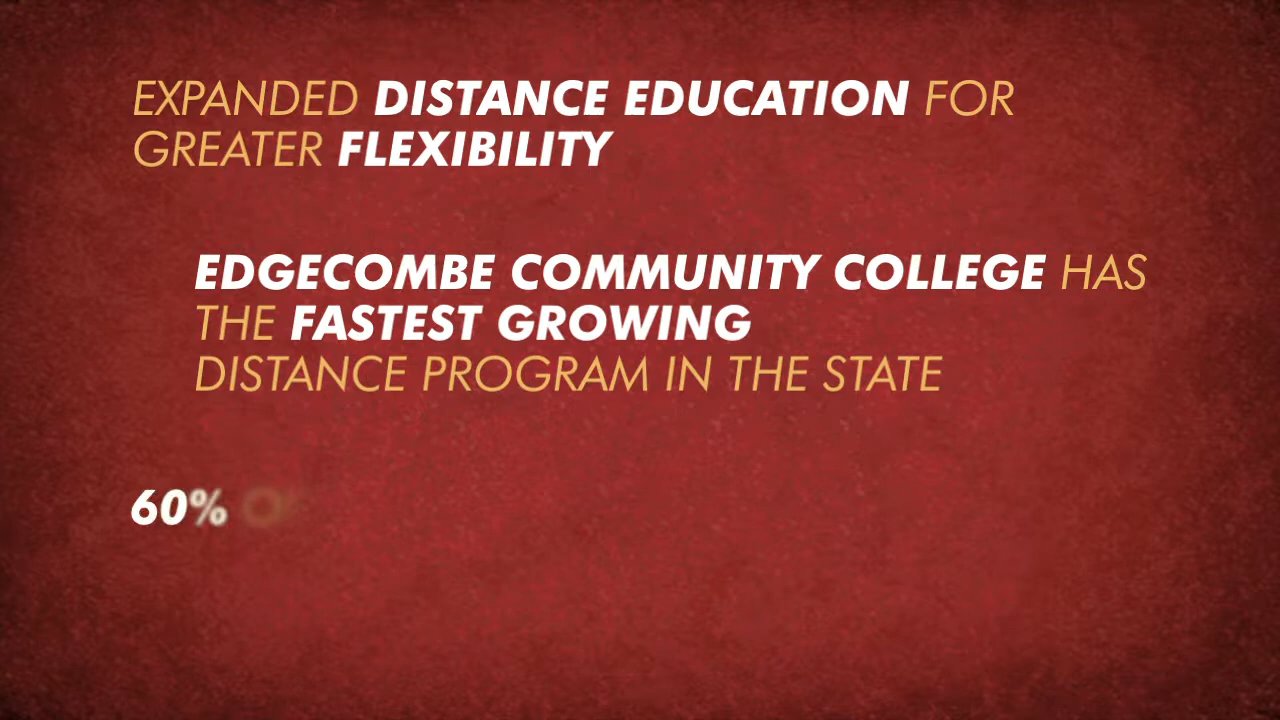 EXPANDED DISTANCE EDUCATION FOR
GREATER FLEXIBILITY
EDGECOMBE COMMUNITY COLLEGE HAS
THE FASTEST GROWING
DISTANCE PROGRAM IN THE STATE
60%